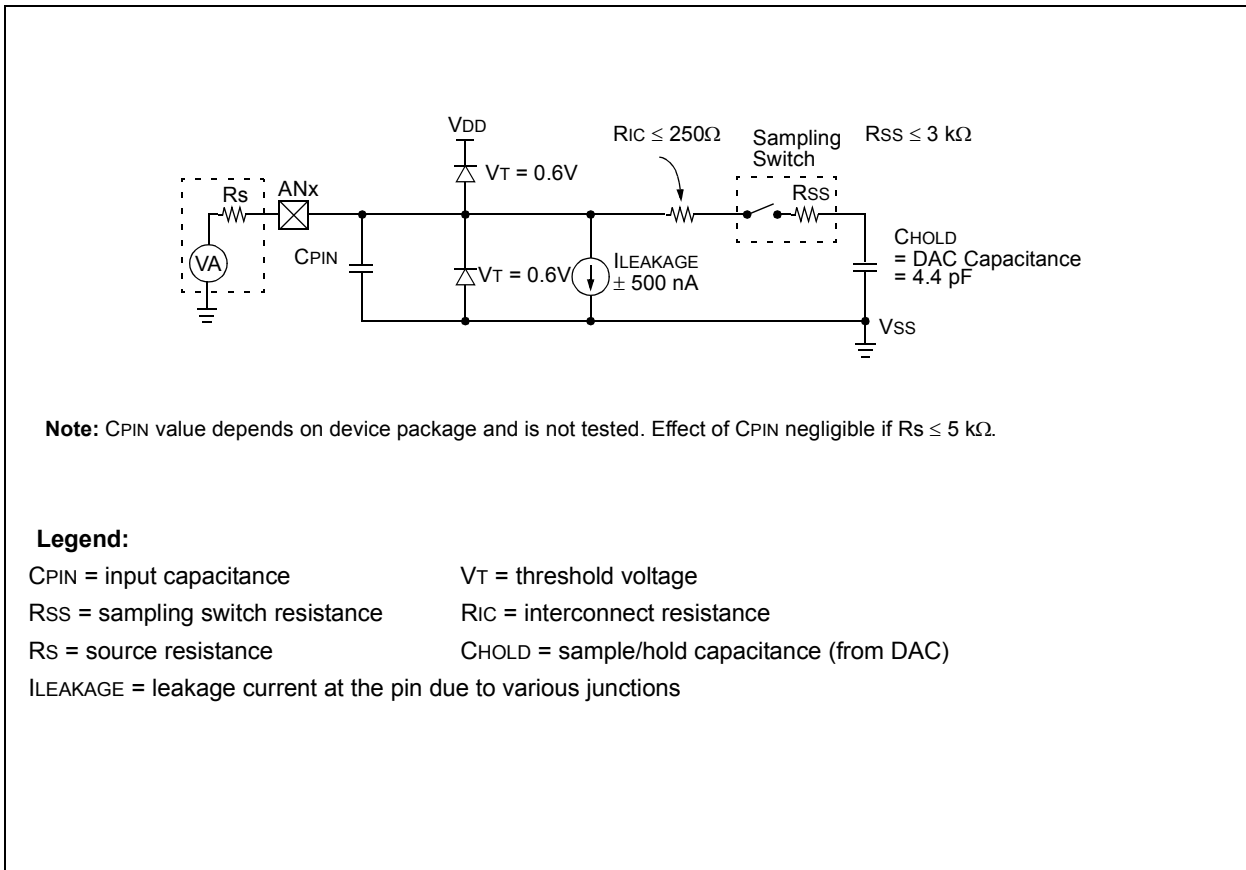 VDD
RIC ≤ 250Ω
Sampling
Switch
RSS ≤ 3 kΩ
VT = 0.6V
Rs
ANx
RSS
VA
CPIN
VT = 0.6V
ILEAKAGE
± 500 nA
CHOLD
= DAC Capacitance
= 4.4 pF
VSS
Note: CPIN value depends on device package and is not tested. Effect of CPIN negligible if Rs ≤ 5 kΩ.
Legend:
CPIN = input capacitance
VT = threshold voltage
RSS = sampling switch resistance
RIC = interconnect resistance
RS = source resistance
CHOLD = sample/hold capacitance (from DAC)
ILEAKAGE = leakage current at the pin due to various junctions